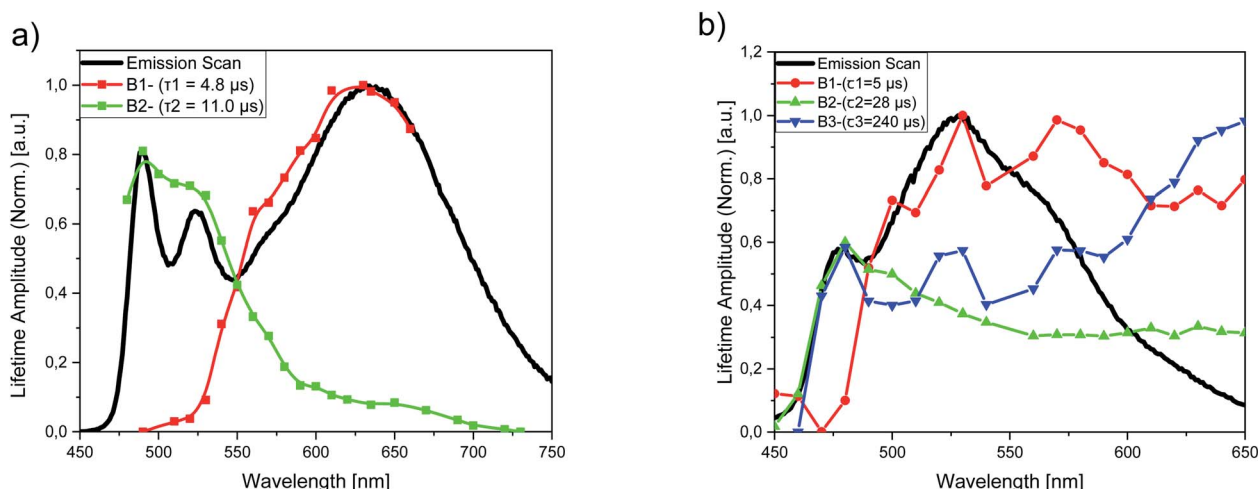 a)
Emission Scan
B1- (τ1 = 4.8 µs)
B2- (τ2 = 11.0 µs)
Lifetime Amplitude (Norm.) [a.u.]
1,0
0,8
0,6
0,4
0,2
0,0
450 500 550 600 650 700 750
Wavelength [nm]
b)
Emission Scan
B1-(τ1=5 µs)
B2-(τ2=28 µs)
B3-(τ3=240 µs)
Lifetime Amplitude (Norm.) [a.u.]
1,2
1,0
0,8
0,6
0,4
0,2
0,0
450 500 550 600 650
Wavelength [nm]